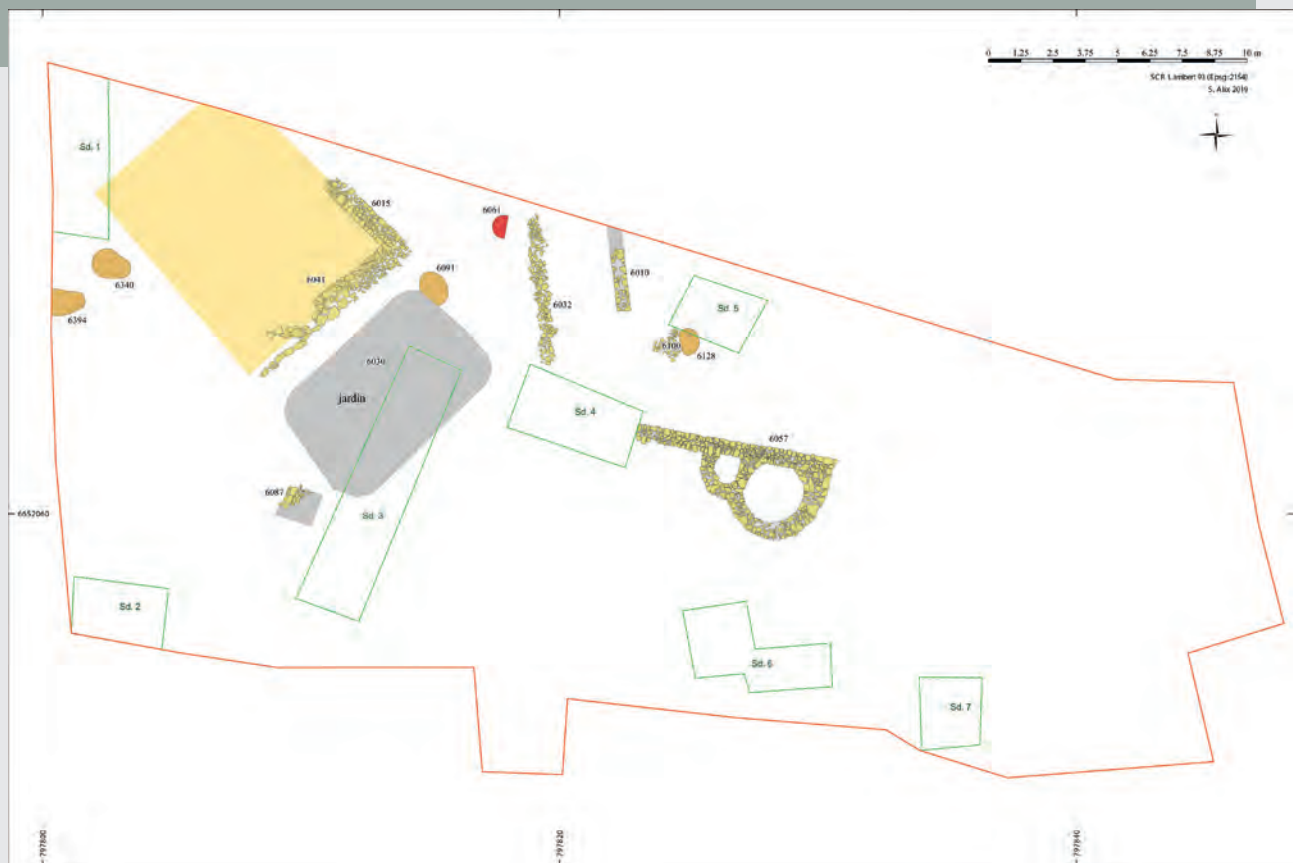 0 1.25 2.5 3.75 5 6.25 7.5 8.75 10 m
SCR Lambert 93 (Epsg:2154)
S. Alix 2019
Sd. 1
6015
6061
6010
6041
6091
6032
6340
6394
Sd. 5
6100
6128
6030
jardin
Sd. 4
6057
6087
Sd. 3
6652060
Sd. 2
Sd. 6
Sd. 7
797800
797820
797840